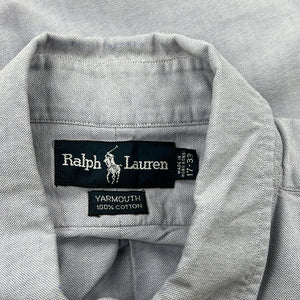 Ralph Lauren
17-33
YARMOUTH
100% COTTON